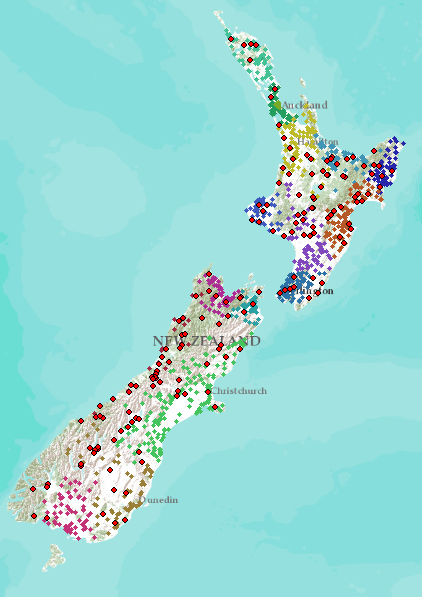 Auckland
Hamilton
NEW ZEALAND
Christchurch
Dunedin